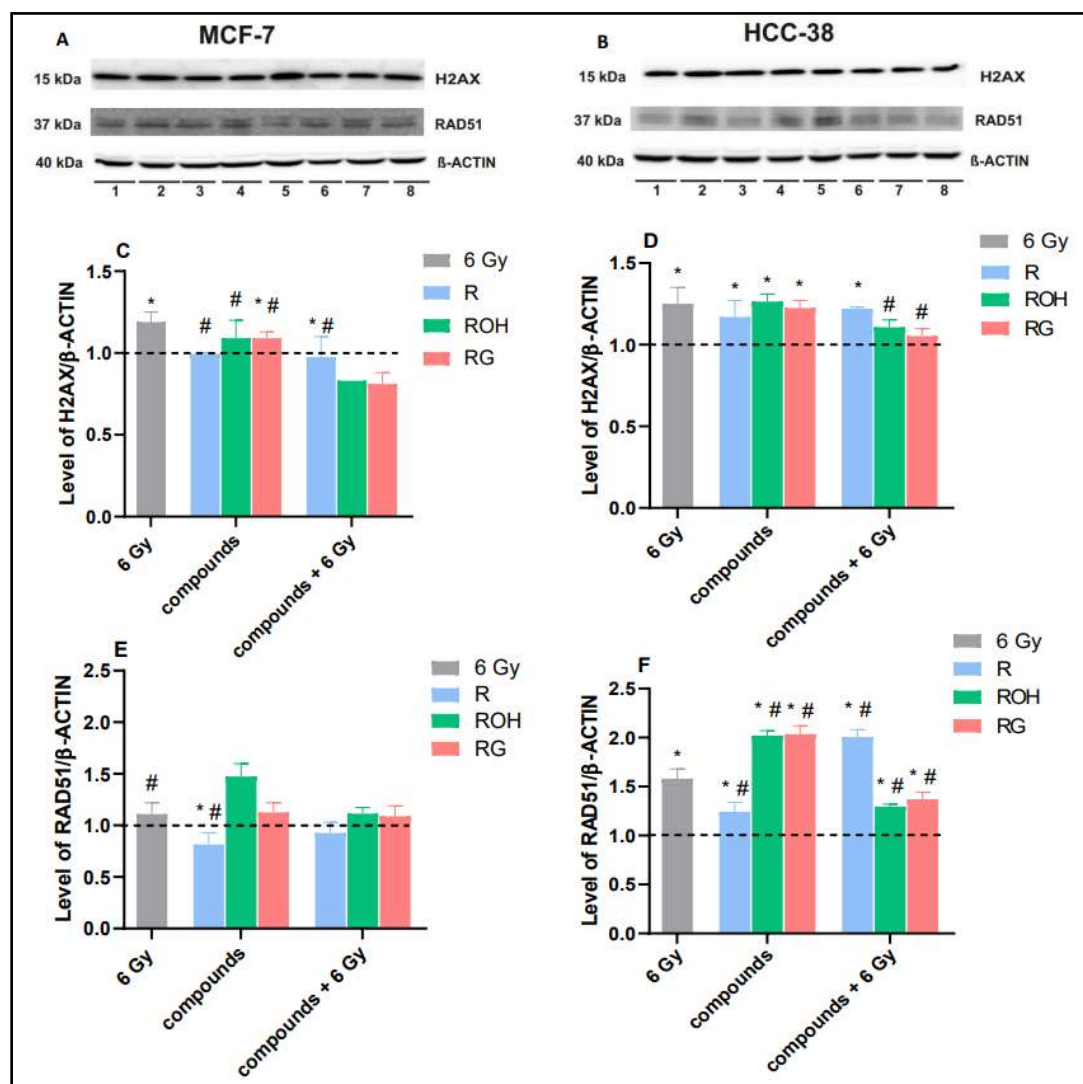 A MCF-7
15 kDa H2AX
37 kDa RAD51
40 kDa ß-ACTIN
1 2 3 4 5 6 7 8
B HCC-38
15 kDa H2AX
37 kDa RAD51
40 kDa ß-ACTIN
1 2 3 4 5 6 7 8
C
Level of H2AX/β-ACTIN
1.5
1.0
0.5
0.0
* # # * # * #
6 Gy
R
ROH
RG
6 Gy
compounds
compounds + 6 Gy
D
Level of H2AX/β-ACTIN
1.5
1.0
0.5
0.0
* * * * * # #
6 Gy
R
ROH
RG
6 Gy
compounds
compounds + 6 Gy
E
Level of RAD51/β-ACTIN
2.5
2.0
1.5
1.0
0.5
0.0
# * #
6 Gy
R
ROH
RG
6 Gy
compounds
compounds + 6 Gy
F
Level of RAD51/β-ACTIN
2.5
2.0
1.5
1.0
0.5
0.0
* * # * # * # * # * # * #
6 Gy
R
ROH
RG
6 Gy
compounds
compounds + 6 Gy